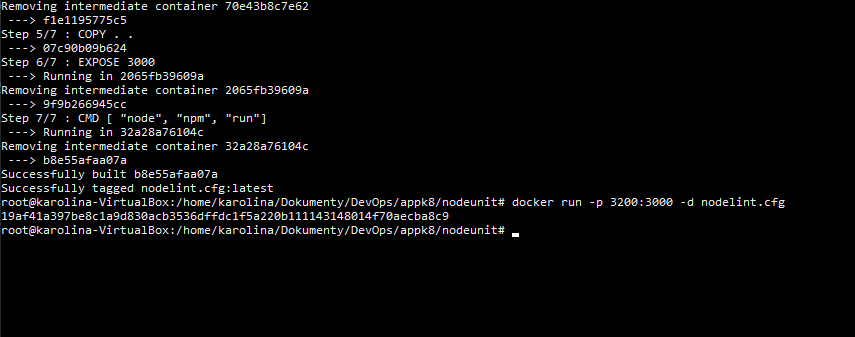 Removing intermediate container 70e43b8c7e62
 ---> f1e1195775c5
Step 5/7 : COPY . .
 ---> 07c90b09b624
Step 6/7 : EXPOSE 3000
 ---> Running in 2065fb39609a
Removing intermediate container 2065fb39609a
 ---> 9f9b266945cc
Step 7/7 : CMD [ "node", "npm", "run"]
 ---> Running in 32a28a76104c
Removing intermediate container 32a28a76104c
 ---> b8e55afaa07a
Successfully built b8e55afaa07a
Successfully tagged nodelint.cfg:latest
root@karolina-VirtualBox:/home/karolina/Dokumenty/DevOps/appk8/nodeunit# docker run -p 3200:3000 -d nodelint.cfg
19af41a397be8c1a9d830acb3536dffdc1f5a220b111143148014f70aecba8c9
root@karolina-VirtualBox:/home/karolina/Dokumenty/DevOps/appk8/nodeunit#